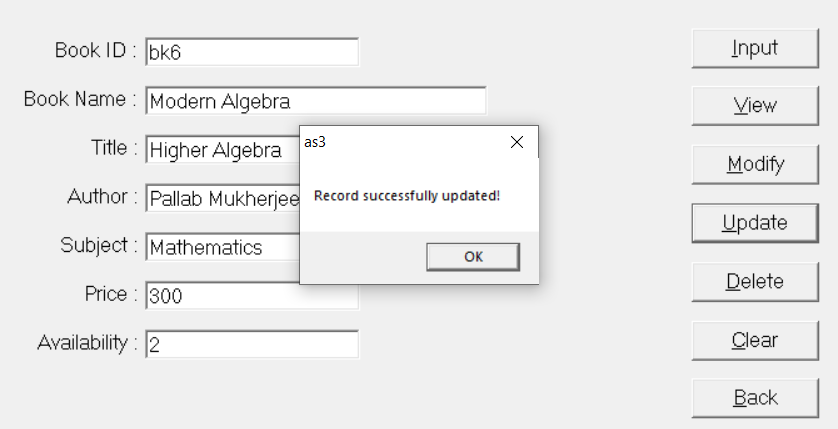 Book ID : bk6
Input
Book Name : Modern Algebra
View
Title : Higher Algebra
as3
Modify
Author : Pallab Mukherjee
Record successfully updated!
Update
Subject : Mathematics
OK
Price : 300
Delete
Availability : 2
Clear
Back